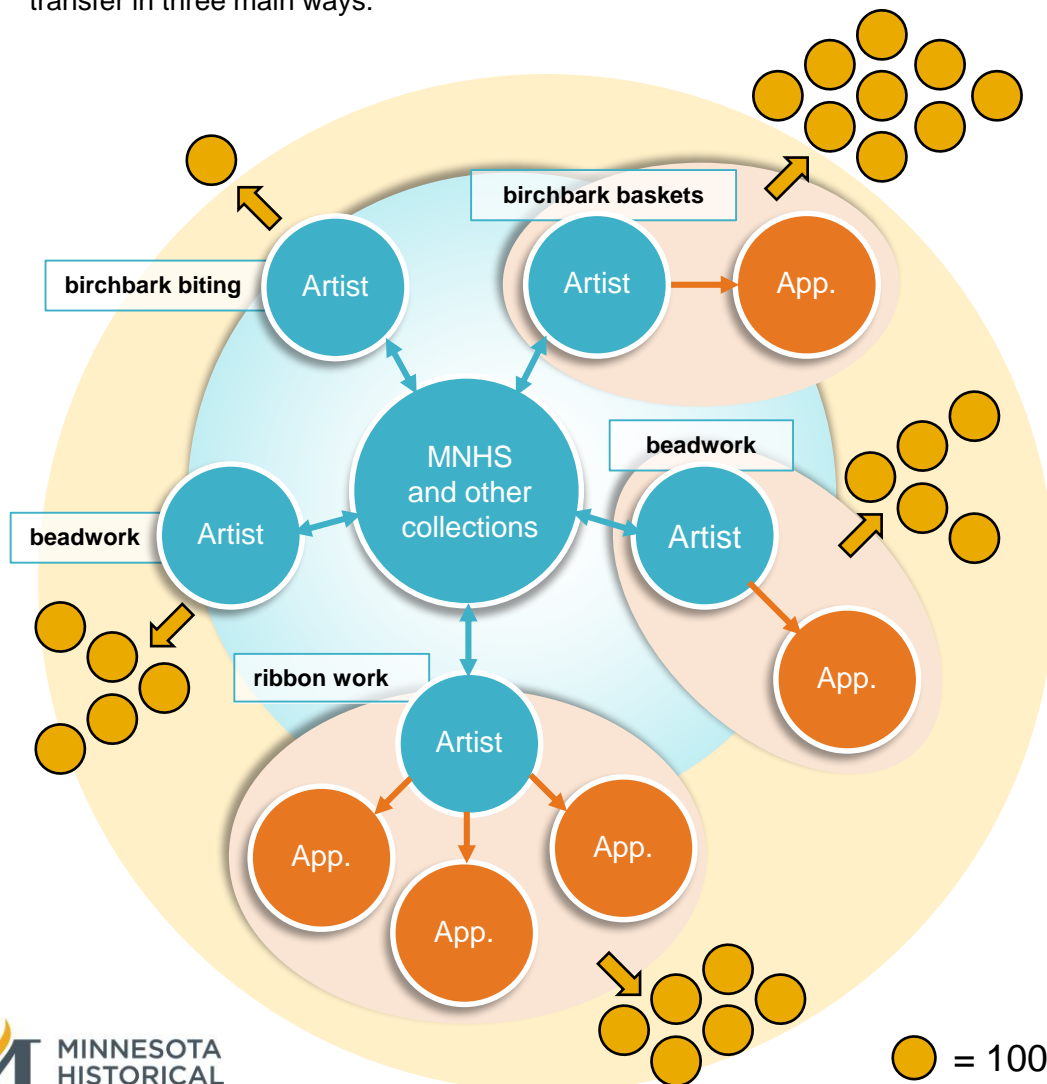 transfer in three main ways.
birchbark baskets
birchbark biting
Artist
Artist
App.
beadwork
MNHS
and other
collections
beadwork
Artist
Artist
App.
ribbon work
Artist
App.
App.
App.
MINNESOTA
HISTORICAL
= 100